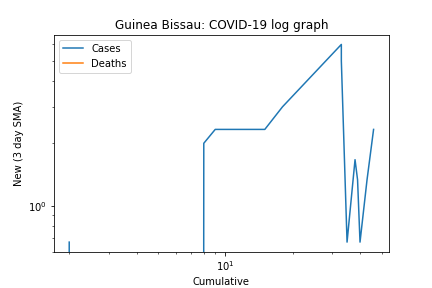 Guinea Bissau: COVID-19 log graph
Cases
Deaths
New (3 day SMA)
10⁰
10¹
Cumulative